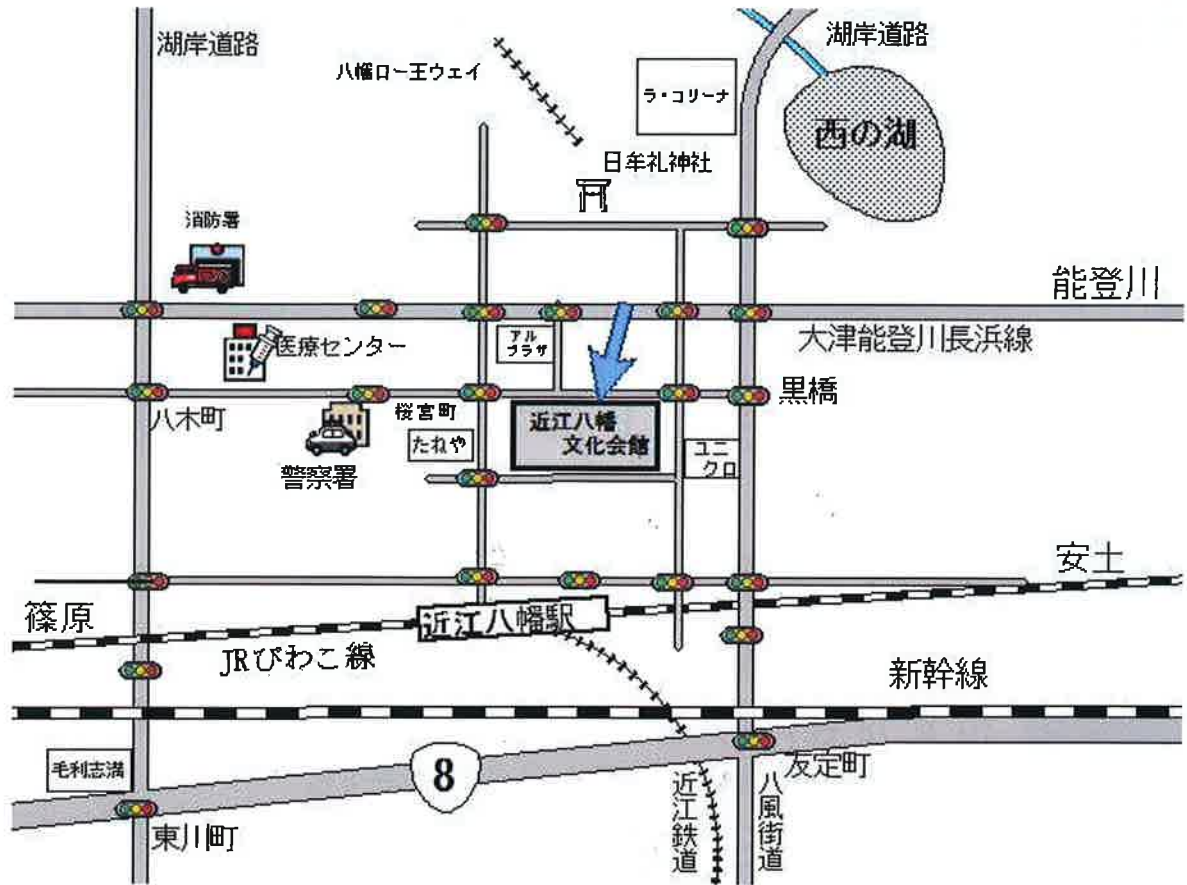 湖岸道路
湖岸道路
八幡ロー王ウェイ
ラ・コリーナ
西の湖
日牟礼神社
消防署
能登川
医療センター
アル
プラザ
大津能登川長浜線
八木町
桜宮町
黒橋
近江八幡
文化会館
たねや
ユニ
クロ
警察署
安土
篠原
近江八幡駅
JRびわこ線
新幹線
毛利志満
8
友定町
近江鉄道
八風街道
東川町